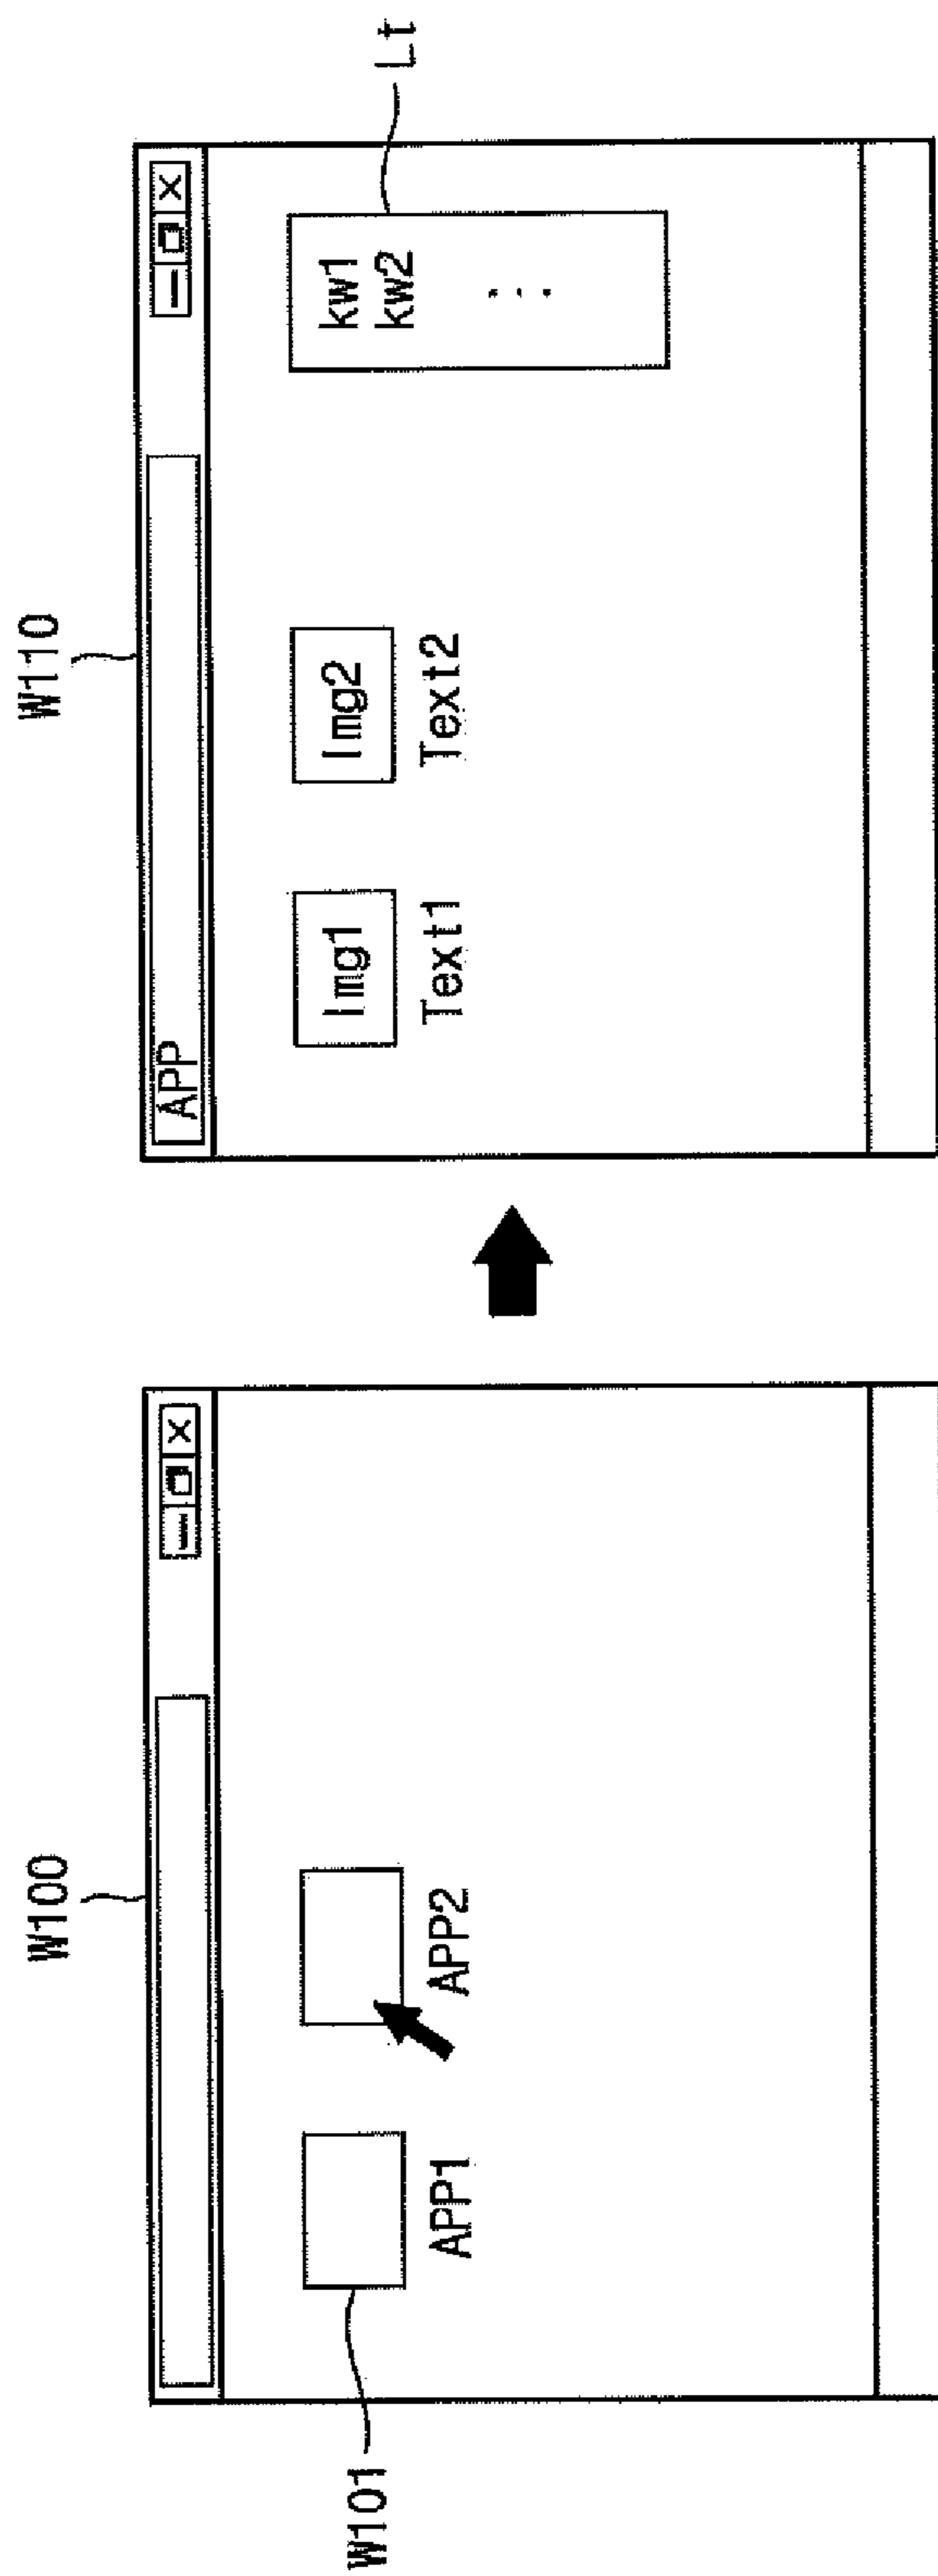 W100
W101
APP1
APP2
W110
APP
Img1
Img2
Text1
Text2
kw1
kw2
Lt